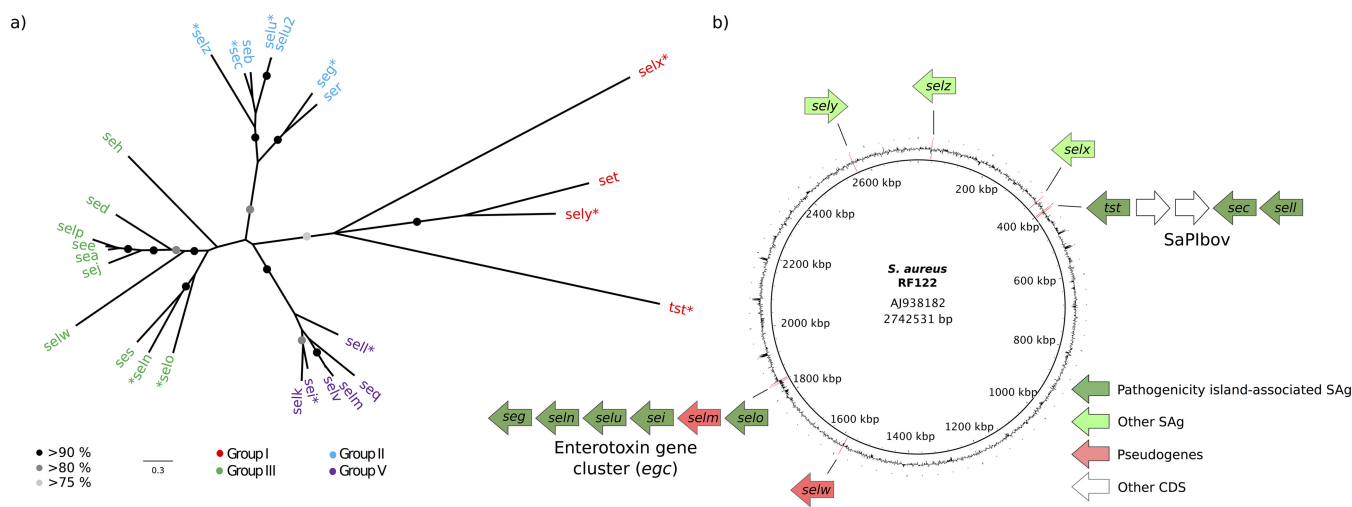 a)
*selz
*sec
seb
selu*
selu2
seg*
ser
selx*
seh
set
sely*
sed
selp
see
sea
sej
tst*
selw
ses
*seln
*selo
sell*
selk
sei*
selv
selm
seq
>90 %
>80 %
>75 %
0.3
Group I
Group II
Group III
Group V
b)
selz
sely
selx
tst
sec
sell
SaPIbov
200 kbp
400 kbp
600 kbp
800 kbp
1000 kbp
1200 kbp
1400 kbp
1600 kbp
1800 kbp
2000 kbp
2200 kbp
2400 kbp
2600 kbp
S. aureus
RF122
AJ938182
2742531 bp
seg
seln
selu
sei
selm
selo
Enterotoxin gene
cluster (egc)
selw
Pathogenicity island-associated SAg
Other SAg
Pseudogenes
Other CDS